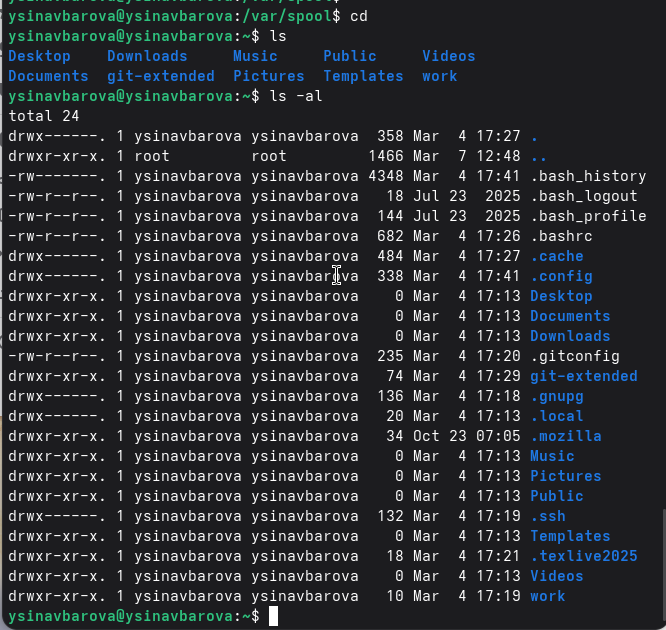 ysinavbarova@ysinavbarova:/var/spool$ cd
ysinavbarova@ysinavbarova:~$ ls
Desktop    Downloads     Music     Public     Videos
Documents  git-extended  Pictures  Templates  work
ysinavbarova@ysinavbarova:~$ ls -al
total 24
drwx------. 1 ysinavbarova ysinavbarova  358 Mar  4 17:27 .
drwxr-xr-x. 1 root         root         1466 Mar  7 12:48 ..
-rw-------. 1 ysinavbarova ysinavbarova 4348 Mar  4 17:41 .bash_history
-rw-r--r--. 1 ysinavbarova ysinavbarova   18 Jul 23  2025 .bash_logout
-rw-r--r--. 1 ysinavbarova ysinavbarova  144 Jul 23  2025 .bash_profile
-rw-r--r--. 1 ysinavbarova ysinavbarova  682 Mar  4 17:26 .bashrc
drwx------. 1 ysinavbarova ysinavbarova  484 Mar  4 17:27 .cache
drwx------. 1 ysinavbarova ysinavbarova  338 Mar  4 17:41 .config
drwxr-xr-x. 1 ysinavbarova ysinavbarova    0 Mar  4 17:13 Desktop
drwxr-xr-x. 1 ysinavbarova ysinavbarova    0 Mar  4 17:13 Documents
drwxr-xr-x. 1 ysinavbarova ysinavbarova    0 Mar  4 17:13 Downloads
-rw-r--r--. 1 ysinavbarova ysinavbarova  235 Mar  4 17:20 .gitconfig
drwxr-xr-x. 1 ysinavbarova ysinavbarova   74 Mar  4 17:29 git-extended
drwx------. 1 ysinavbarova ysinavbarova  136 Mar  4 17:18 .gnupg
drwx------. 1 ysinavbarova ysinavbarova   20 Mar  4 17:13 .local
drwxr-xr-x. 1 ysinavbarova ysinavbarova   34 Oct 23 07:05 .mozilla
drwxr-xr-x. 1 ysinavbarova ysinavbarova    0 Mar  4 17:13 Music
drwxr-xr-x. 1 ysinavbarova ysinavbarova    0 Mar  4 17:13 Pictures
drwxr-xr-x. 1 ysinavbarova ysinavbarova    0 Mar  4 17:13 Public
drwx------. 1 ysinavbarova ysinavbarova  132 Mar  4 17:19 .ssh
drwxr-xr-x. 1 ysinavbarova ysinavbarova    0 Mar  4 17:13 Templates
drwxr-xr-x. 1 ysinavbarova ysinavbarova   18 Mar  4 17:21 .texlive2025
drwxr-xr-x. 1 ysinavbarova ysinavbarova    0 Mar  4 17:13 Videos
drwxr-xr-x. 1 ysinavbarova ysinavbarova   10 Mar  4 17:19 work
ysinavbarova@ysinavbarova:~$